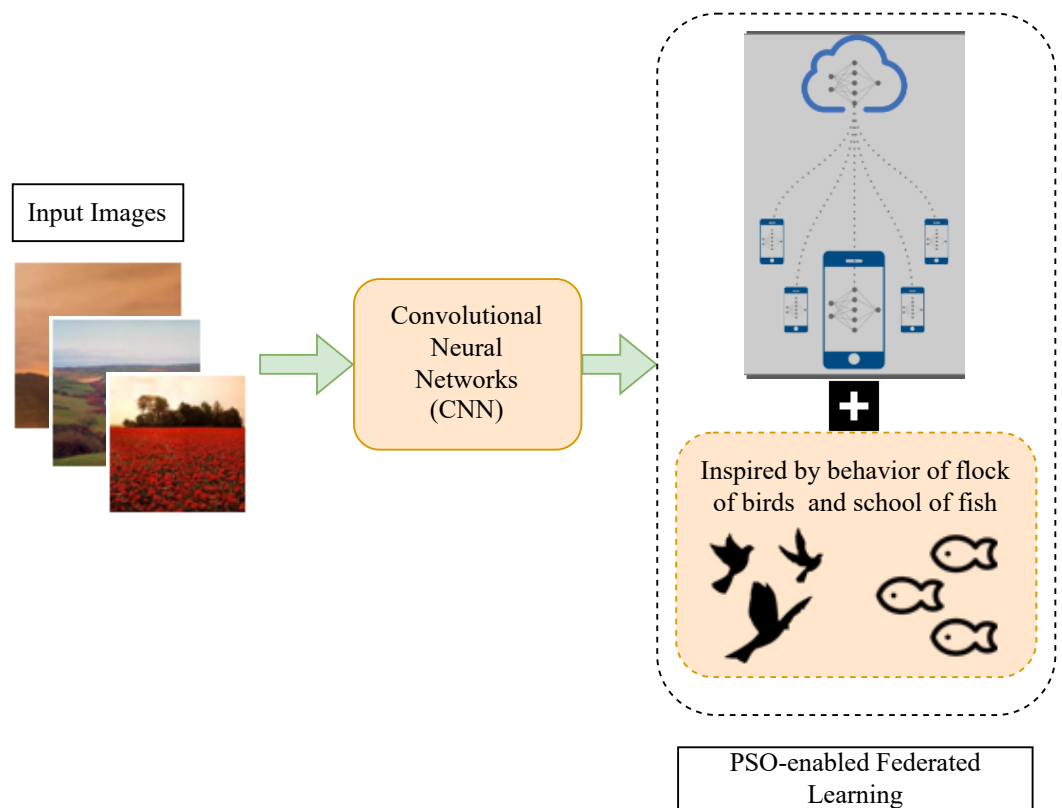 Input Images
Convolutional
Neural
Networks
(CNN)
Inspired by behavior of flock
of birds and school of fish
PSO-enabled Federated
Learning